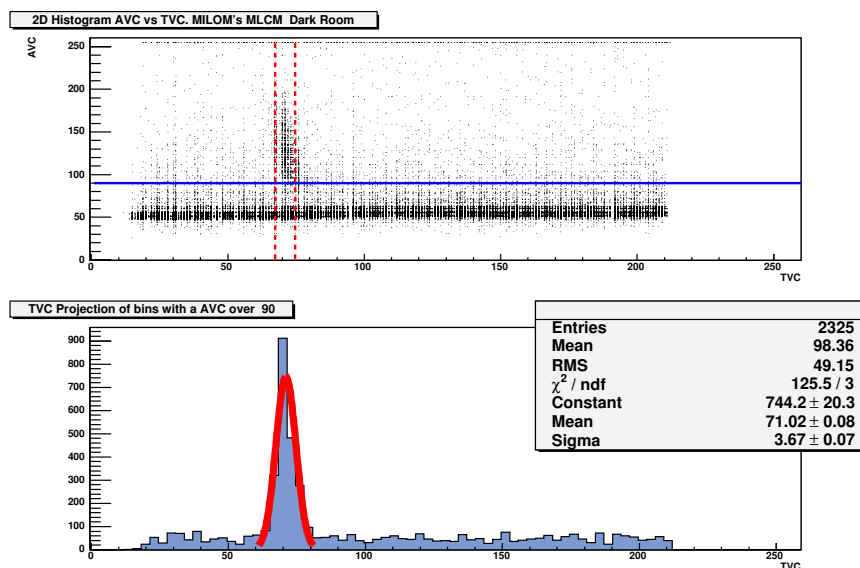 2D Histogram AVC vs TVC. MILOM's MLCM  Dark Room
AVC
250
200
150
100
50
0
0 50 100 150 200 250
TVC
TVC Projection of bins with a AVC over  90
Entries 2325
Mean 98.36
RMS 49.15
χ² / ndf 125.5 / 3
Constant 744.2 ± 20.3
Mean 71.02 ± 0.08
Sigma 3.67 ± 0.07
900
800
700
600
500
400
300
200
100
0
0 50 100 150 200 250
TVC